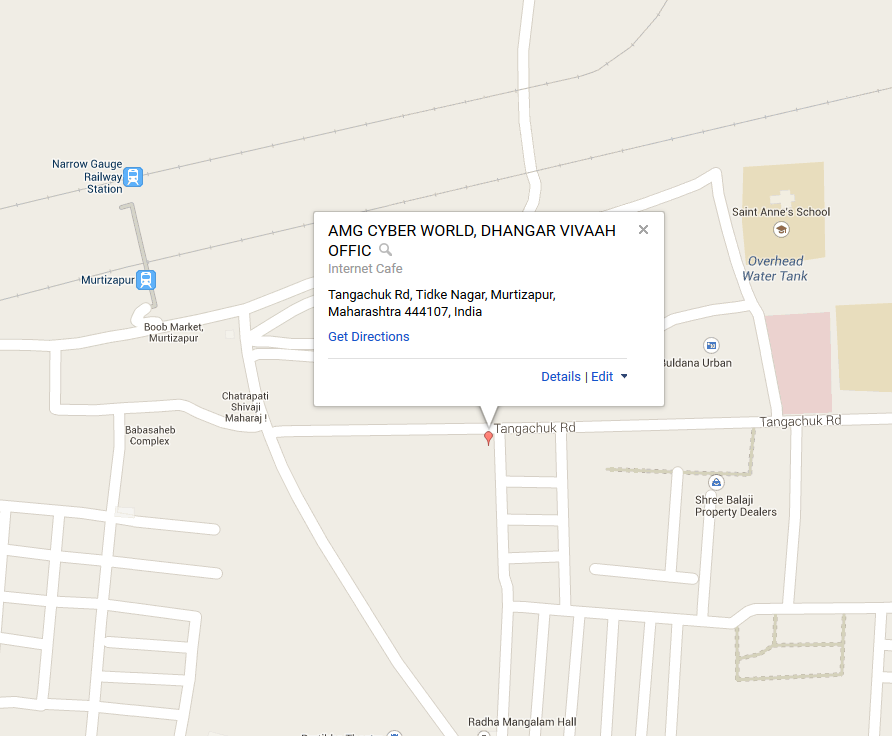 Narrow Gauge
Railway
Station
Saint Anne's School
AMG CYBER WORLD, DHANGAR VIVAAH
OFFIC
Internet Cafe
Overhead
Water Tank
Murtizapur
Tangachuk Rd, Tidke Nagar, Murtizapur,
Maharashtra 444107, India
Boob Market,
Murtizapur
Get Directions
Buldana Urban
Details | Edit
Chatrapati
Shivaji
Maharaj !
Tangachuk Rd
Tangachuk Rd
Babasaheb
Complex
Shree Balaji
Property Dealers
Radha Mangalam Hall